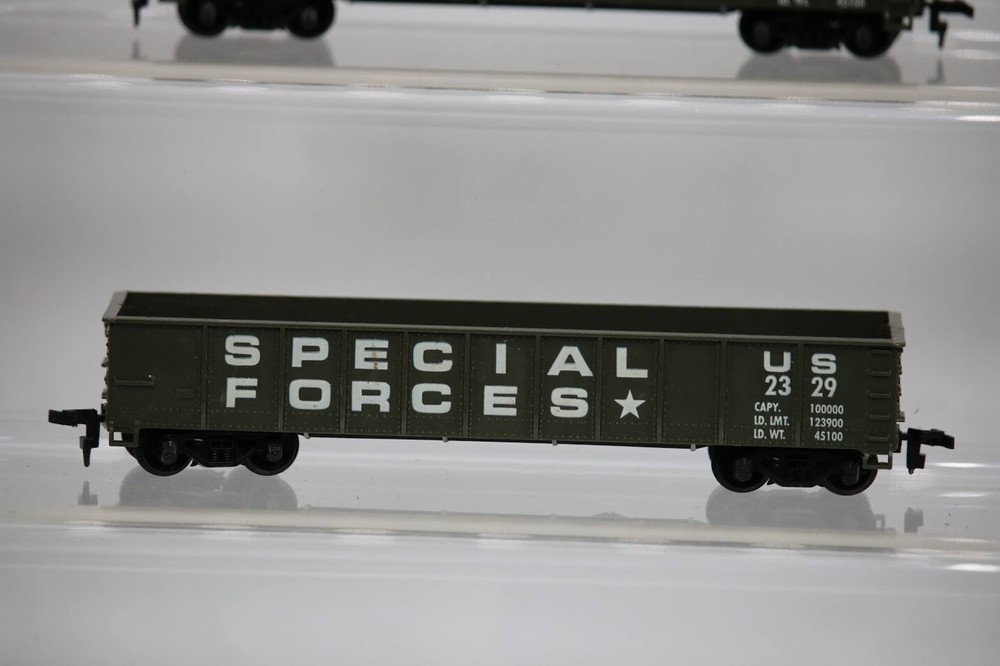 SPECIAL
FORCES★
US
23 29
CAPY. 100000
LD. LMT. 123900
LD. WT. 45100